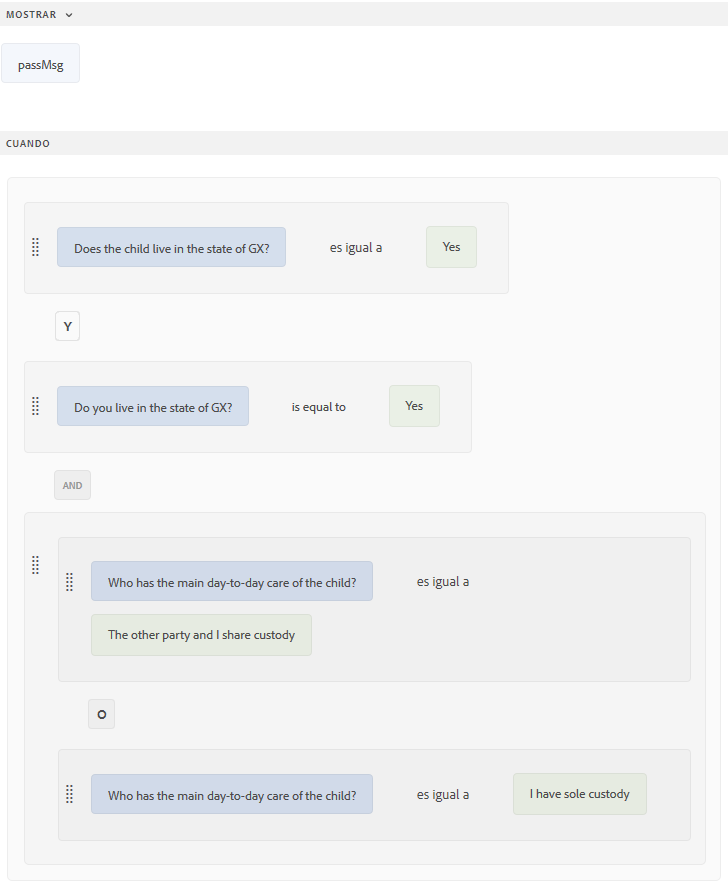 MOSTRAR
passMsg
CUANDO
Does the child live in the state of GX? es igual a Yes
Y
Do you live in the state of GX? is equal to Yes
AND
Who has the main day-to-day care of the child? es igual a
The other party and I share custody
O
Who has the main day-to-day care of the child? es igual a I have sole custody